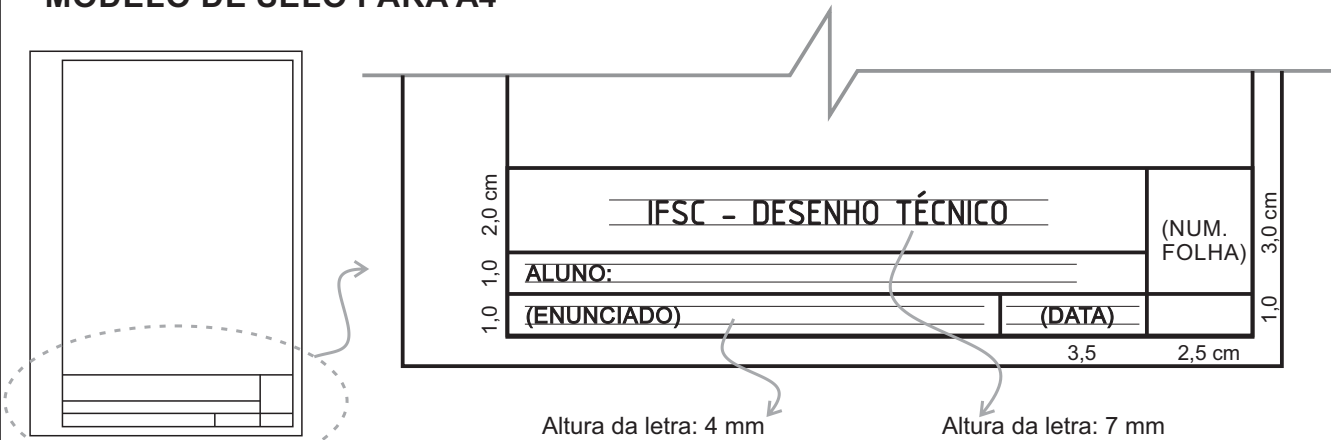 MODELO DE SELO PARA A4
2,0 cm
IFSC - DESENHO TÉCNICO
(NUM.
FOLHA)
3,0 cm
1,0
ALUNO:
1,0
(ENUNCIADO)
(DATA)
1,0
3,5
2,5 cm
Altura da letra: 4 mm
Altura da letra: 7 mm